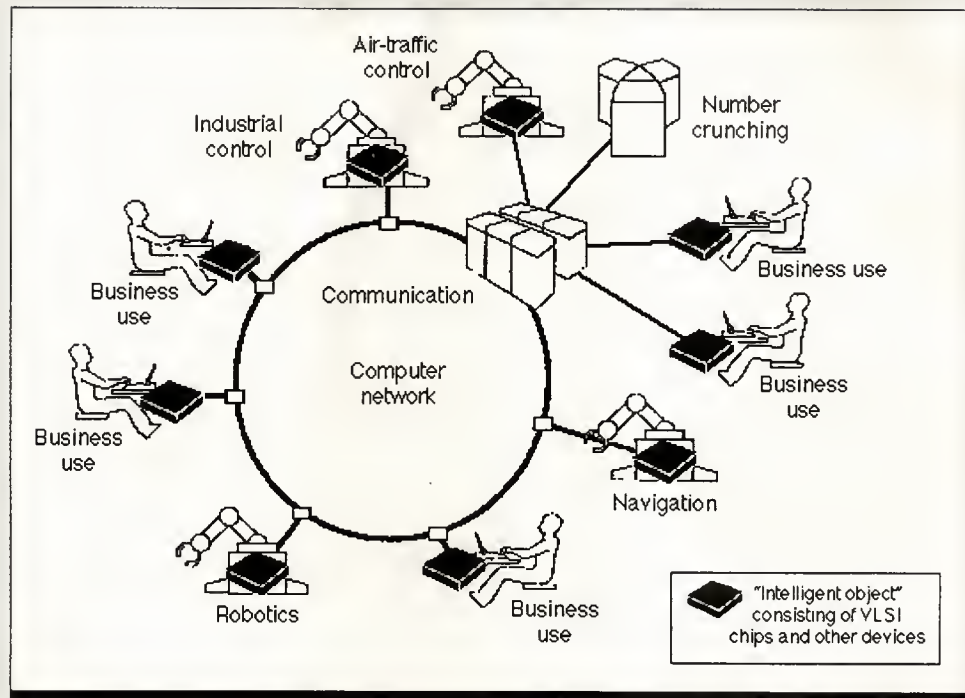 Air-traffic
control
Number
crunching
Industrial
control
Business use
Business
use
Communication
Business
use
Computer
network
Business
use
Navigation
Robotics
Business
use
"Intelligent object"
consisting of VLSI
chips and other devices